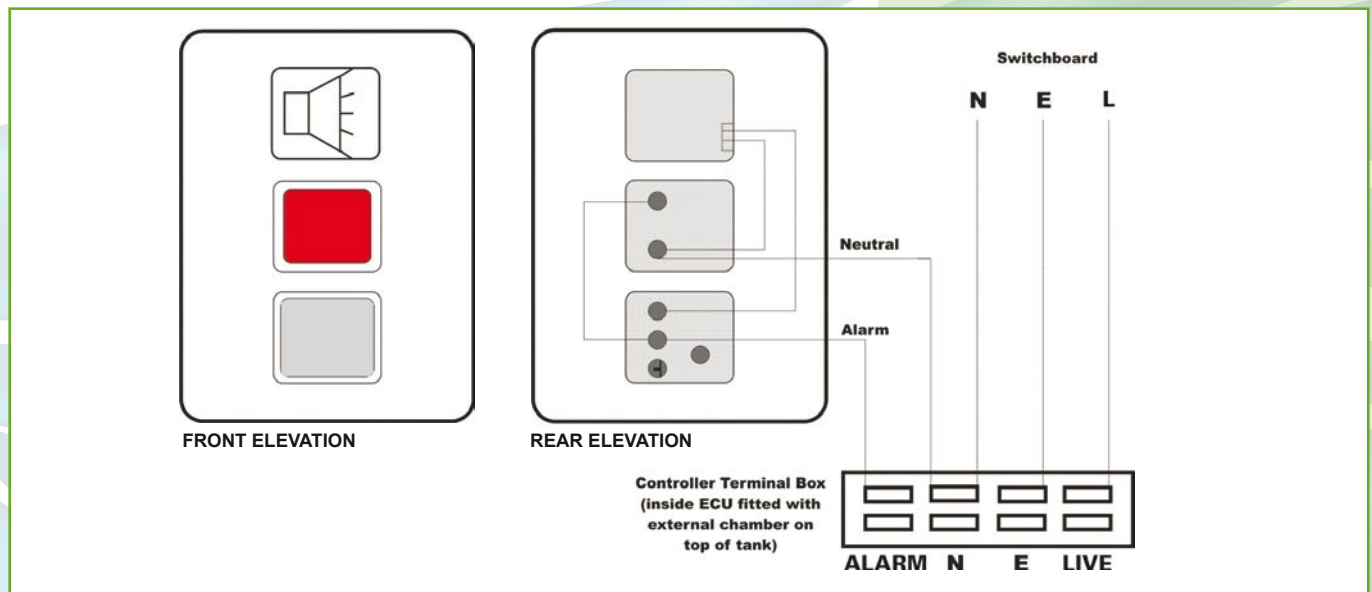 Switchboard
N E L
Neutral
Alarm
FRONT ELEVATION
REAR ELEVATION
Controller Terminal Box
(inside ECU fitted with
external chamber on
top of tank)
ALARM N E LIVE